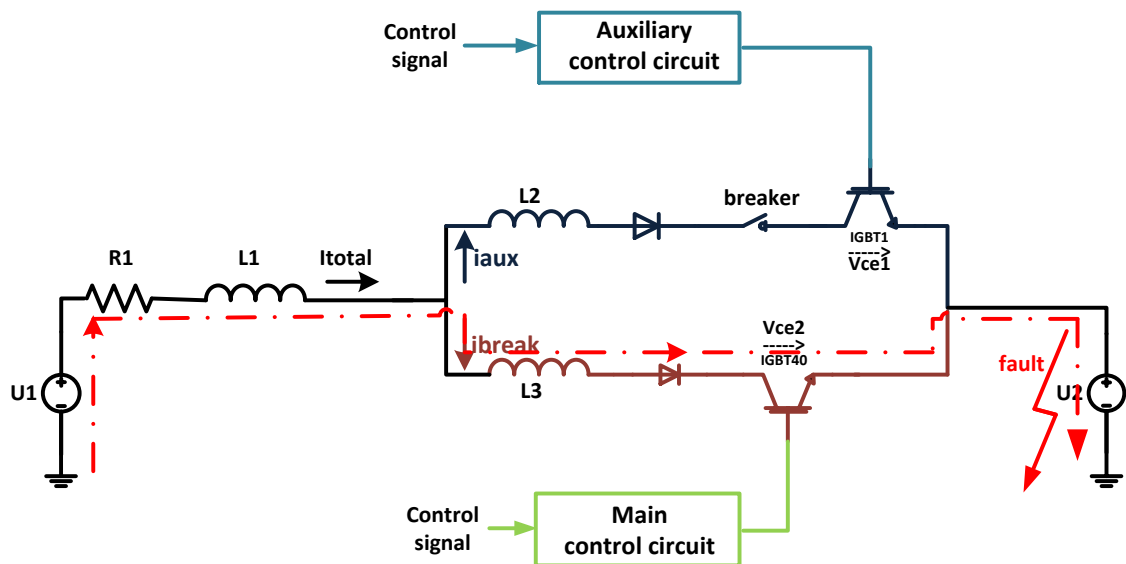 Control
signal
Auxiliary
control circuit
L2
breaker
IGBT1
----->
Vce1
R1
L1
Itotal
iaux
Vce2
----->
IGBT40
ibreak
L3
U1
+
−
fault
U2
+
−
Control
signal
Main
control circuit